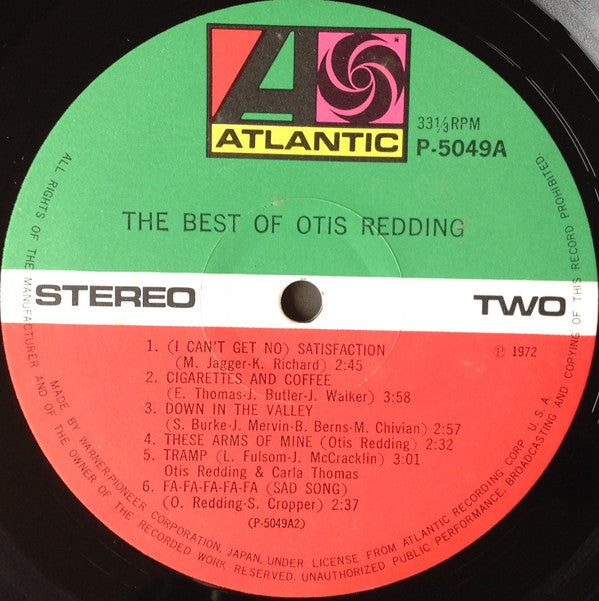 ATLANTIC
33⅓RPM
P-5049A
THE BEST OF OTIS REDDING
STEREO
TWO
1. (I CAN'T GET NO) SATISFACTION
(M. Jagger-K. Richard) 2:45
℗ 1972
2. CIGARETTES AND COFFEE
(E. Thomas-J. Butler-J. Walker) 3:58
3. DOWN IN THE VALLEY
(S. Burke-J. Mervin-B. Berns-M. Chivian) 2:57
4. THESE ARMS OF MINE (Otis Redding) 2:32
5. TRAMP (L. Fulsom-J. McCracklin) 3:01
Otis Redding & Carla Thomas
6. FA-FA-FA-FA-FA (SAD SONG)
(O. Redding-S. Cropper) 2:37
(P-5049A2)
MADE BY WARNER-PIONEER CORPORATION, JAPAN, UNDER LICENSE FROM ATLANTIC RECORDING CORP. U.S.A.
ALL RIGHTS OF THE MANUFACTURER AND OF THE OWNER OF THE RECORDED WORK RESERVED. UNAUTHORIZED PUBLIC PERFORMANCE, BROADCASTING AND COPYING OF THIS RECORD PROHIBITED.